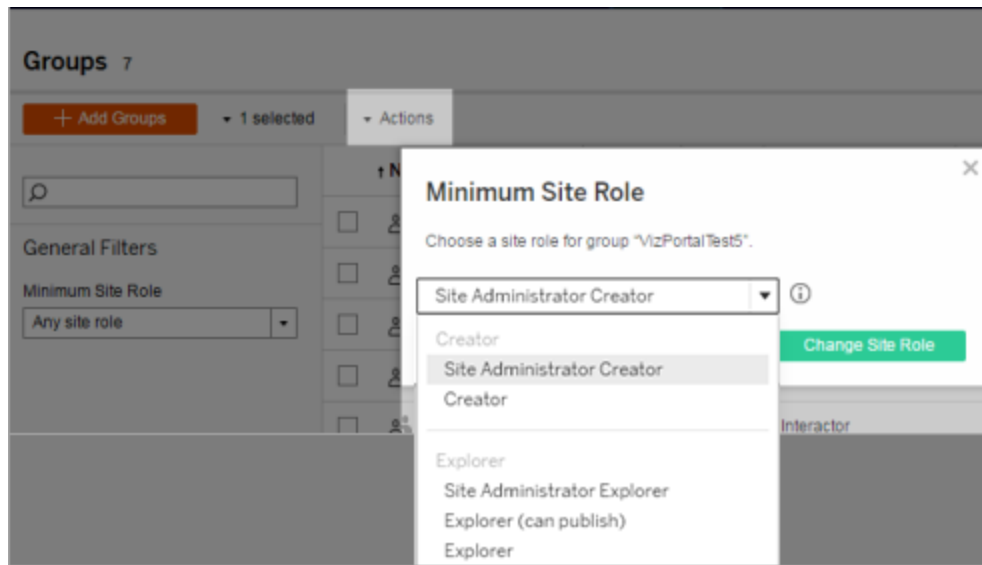 Groups 7
+ Add Groups
1 selected
Actions
↑ N
General Filters
Minimum Site Role
Any site role
Minimum Site Role
Choose a site role for group "VizPortalTest5".
Site Administrator Creator
Change Site Role
Creator
Site Administrator Creator
Creator
Interactor
Explorer
Site Administrator Explorer
Explorer (can publish)
Explorer